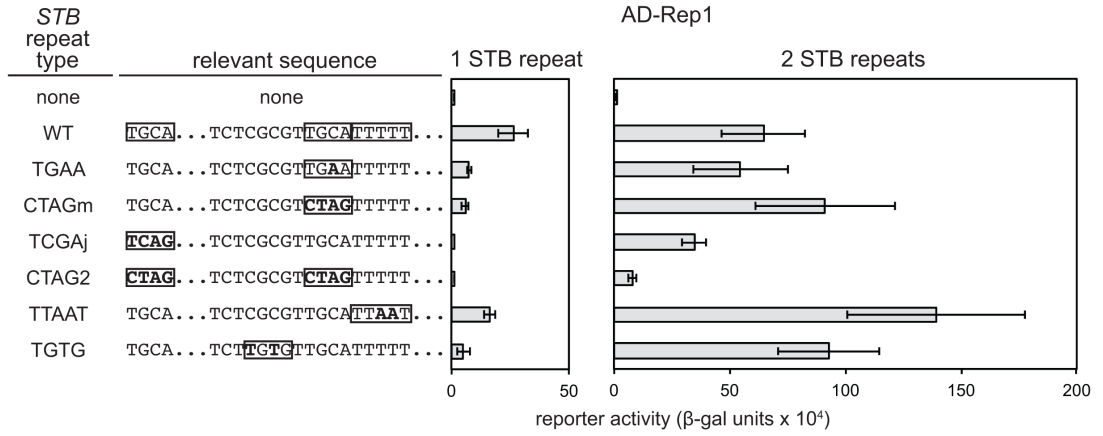 STB
repeat
type
relevant sequence
AD-Rep1
1 STB repeat
2 STB repeats
none none
WT TGCA...TCTCGCGTTGCATTTTT...
TGAA TGCA...TCTCGCGTTGAATTTTT...
CTAGm TGCA...TCTCGCGTCTAGTTTTT...
TCGAj TCAG...TCTCGCGTTGCATTTTT...
CTAG2 CTAG...TCTCGCGTCTAGTTTTT...
TTAAT TGCA...TCTCGCGTTGCATTAAT...
TGTG TGCA...TCTTGTGTTGCATTTTT...
0 50 0 50 100 150 200
reporter activity (β-gal units x 10⁴)